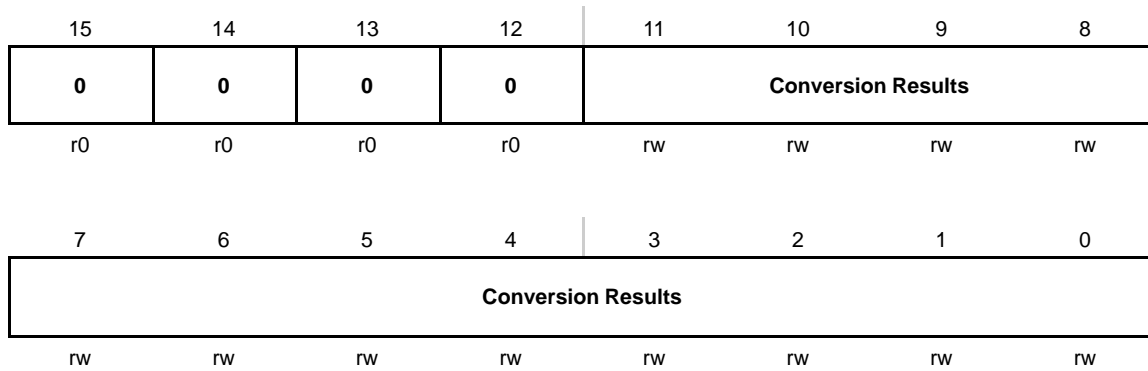 15 14 13 12 11 10 9 8
0 0 0 0 Conversion Results
r0 r0 r0 r0 rw rw rw rw
7 6 5 4 3 2 1 0
Conversion Results
rw rw rw rw rw rw rw rw